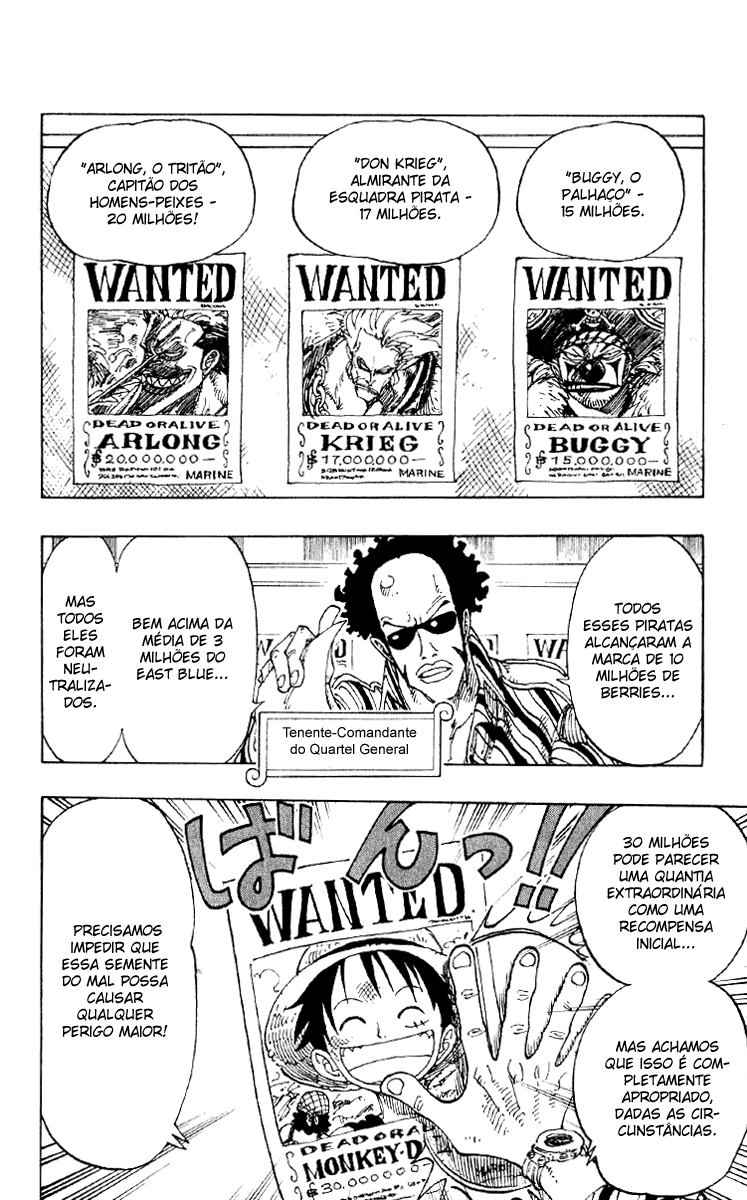 "BUGGY, O
PALHAÇO" -
15 MILHÕES.
"DON KRIEG",
ALMIRANTE DA
ESQUADRA PIRATA -
17 MILHÕES.
"ARLONG, O TRITÃO",
CAPITÃO DOS
HOMENS-PEIXES -
20 MILHÕES!
WANTED
DEAD OR ALIVE
BUGGY
15,000,000-
MARINE
WANTED
DEAD OR ALIVE
KRIEG
17,000,000-
MARINE
WANTED
DEAD OR ALIVE
ARLONG
20,000,000-
MARINE
TODOS
ESSES PIRATAS
ALCANÇARAM A
MARCA DE 10
MILHÕES DE
BERRIES...
BEM ACIMA DA
MÉDIA DE 3
MILHÕES DO
EAST BLUE...
MAS
TODOS
ELES
FORAM
NEU-
TRALIZA-
DOS.
Tenente-Comandante
do Quartel General
30 MILHÕES
PODE PARECER
UMA QUANTIA
EXTRAORDINÁRIA
COMO UMA
RECOMPENSA
INICIAL...
MAS ACHAMOS
QUE ISSO É COM-
PLETAMENTE
APROPRIADO,
DADAS AS CIR-
CUNSTÂNCIAS.
ばんっ!!
WANTED
DEAD OR A
MONKEY·D
30,000,000
PRECISAMOS
IMPEDIR QUE
ESSA SEMENTE
DO MAL POSSA
CAUSAR
QUALQUER
PERIGO MAIOR!